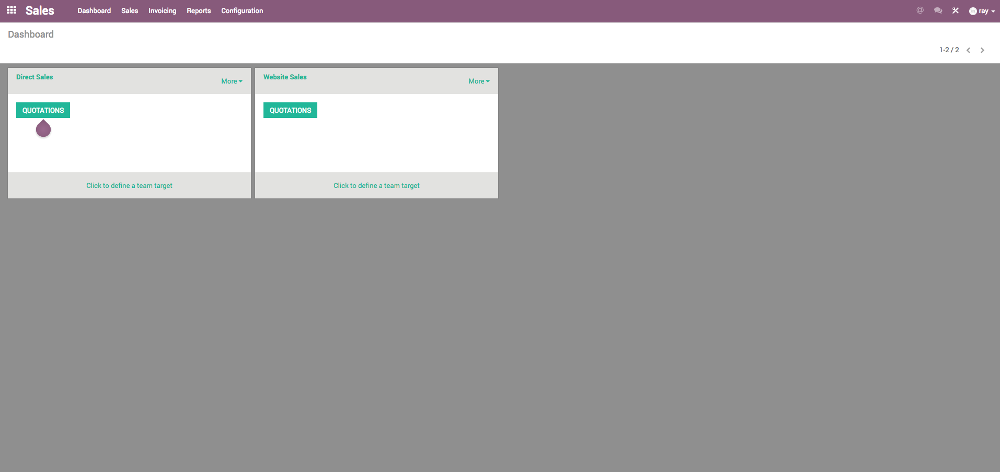 Sales Dashboard Sales Invoicing Reports Configuration @ ray
Dashboard
1-2 / 2
Direct Sales
More
QUOTATIONS
Click to define a team target
Website Sales
More
QUOTATIONS
Click to define a team target